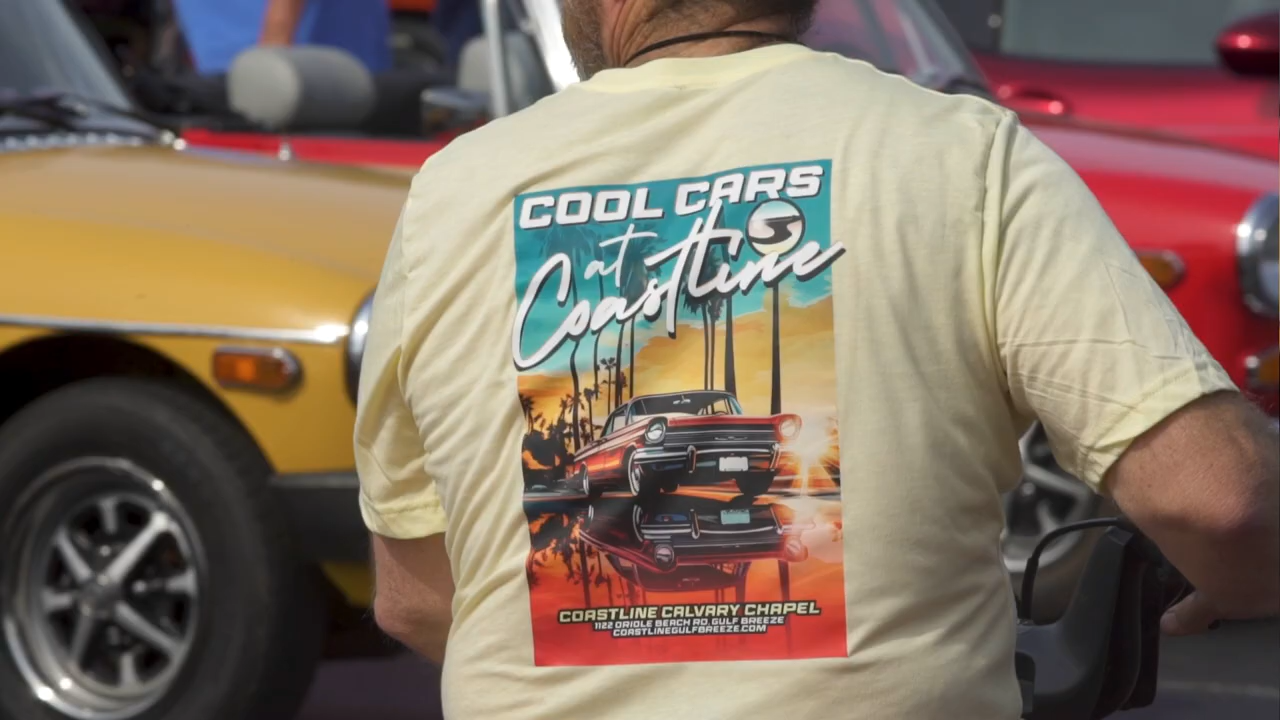 COOL CARS
at
Coastline
COASTLINE CALVARY CHAPEL
1122 ORIOLE BEACH RD, GULF BREEZE
COASTLINEGULFBREEZE.COM